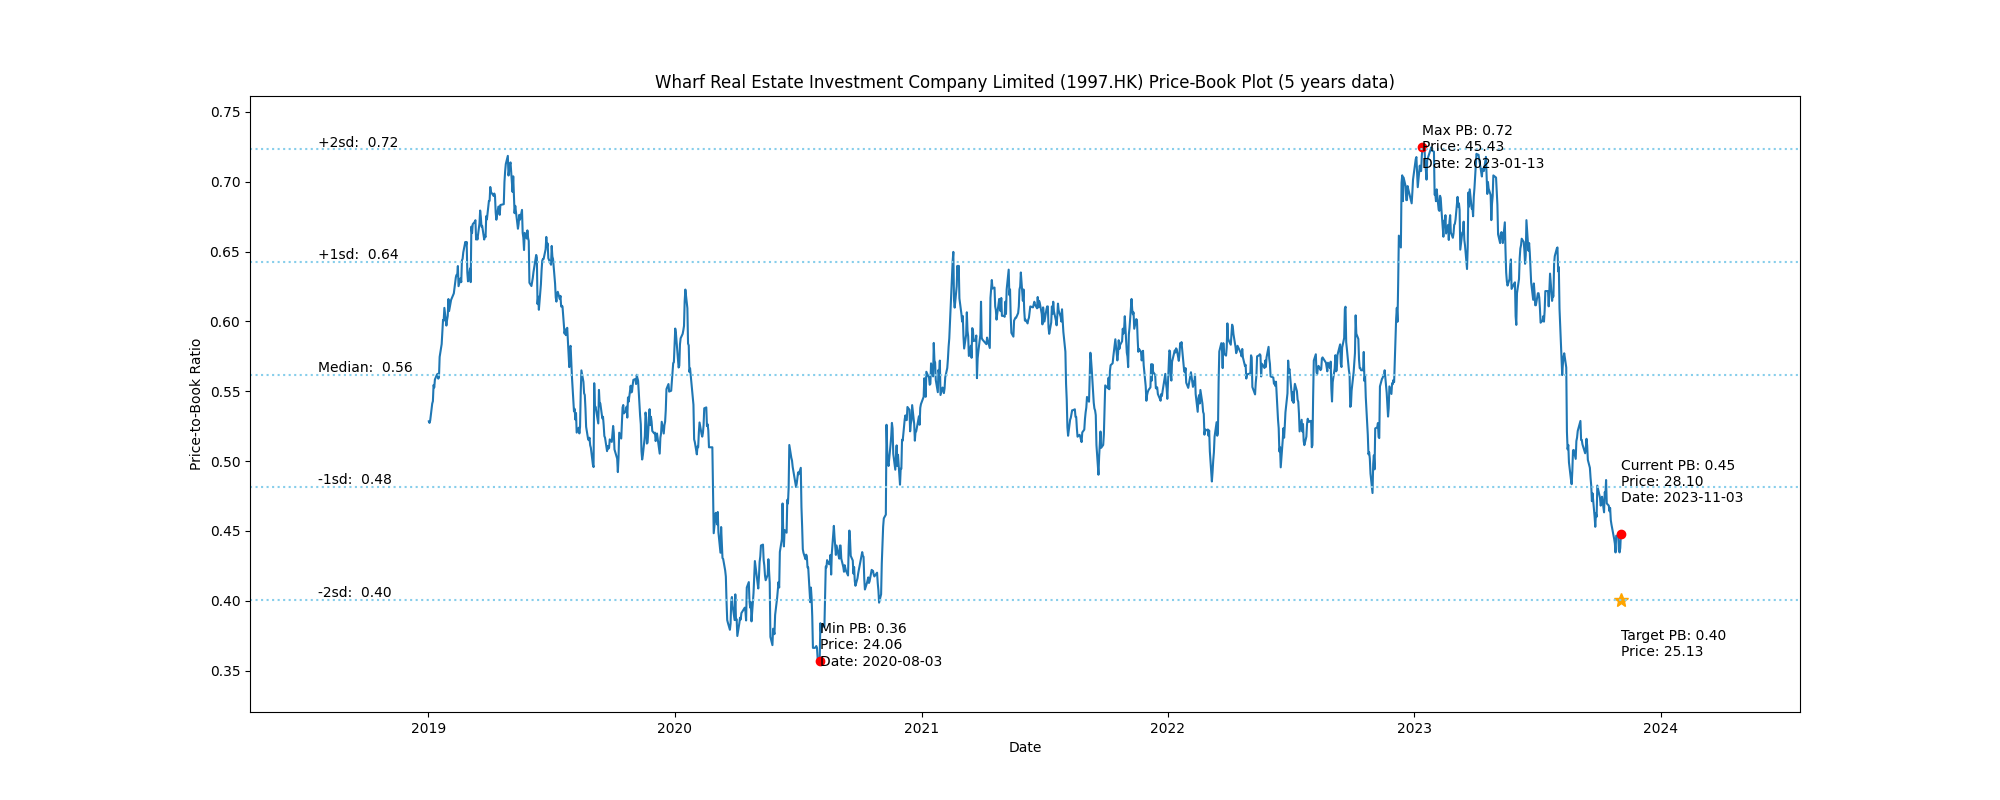 Wharf Real Estate Investment Company Limited (1997.HK) Price-Book Plot (5 years data)
Price-to-Book Ratio
0.75
0.70
0.65
0.60
0.55
0.50
0.45
0.40
0.35
+2sd: 0.72
+1sd: 0.64
Median: 0.56
-1sd: 0.48
-2sd: 0.40
Max PB: 0.72
Price: 45.43
Date: 2023-01-13
Min PB: 0.36
Price: 24.06
Date: 2020-08-03
Current PB: 0.45
Price: 28.10
Date: 2023-11-03
Target PB: 0.40
Price: 25.13
2019
2020
2021
2022
2023
2024
Date